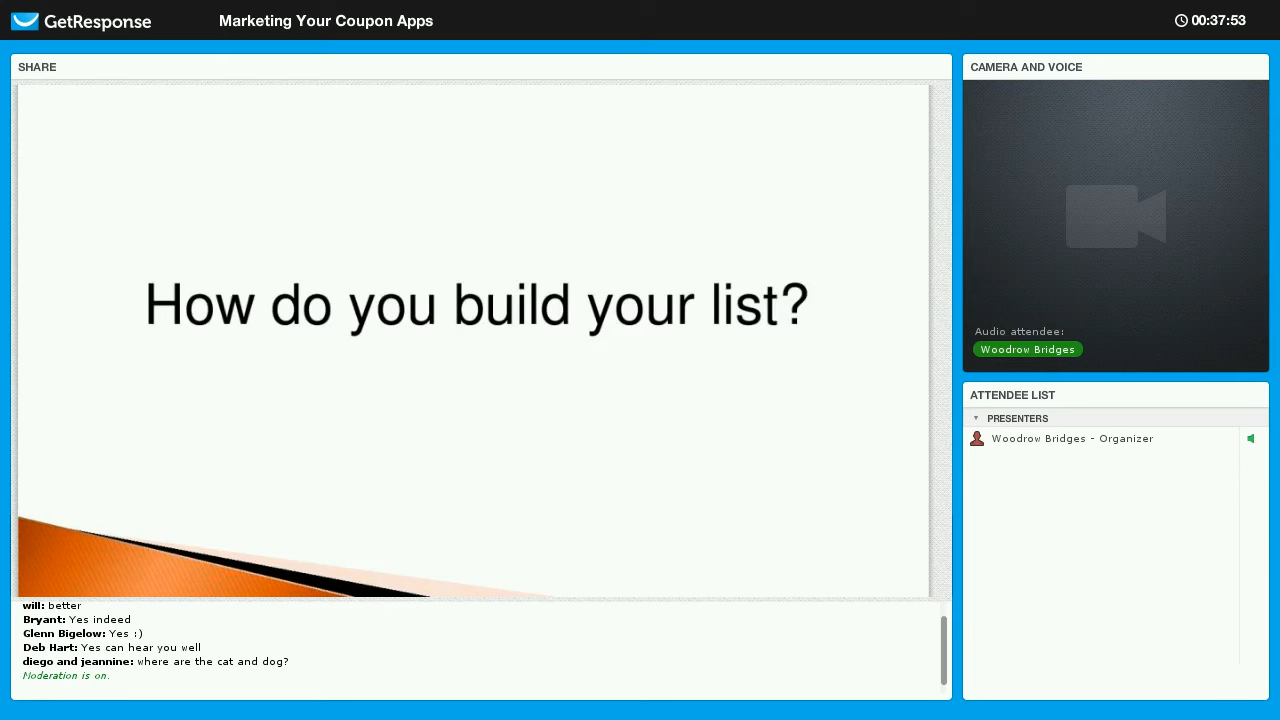 GetResponse
Marketing Your Coupon Apps
00:37:53
SHARE
How do you build your list?
will: better
Bryant: Yes indeed
Glenn Bigelow: Yes :)
Deb Hart: Yes can hear you well
diego and jeannine: where are the cat and dog?
Moderation is on.
CAMERA AND VOICE
Audio attendee:
Woodrow Bridges
ATTENDEE LIST
PRESENTERS
Woodrow Bridges - Organizer